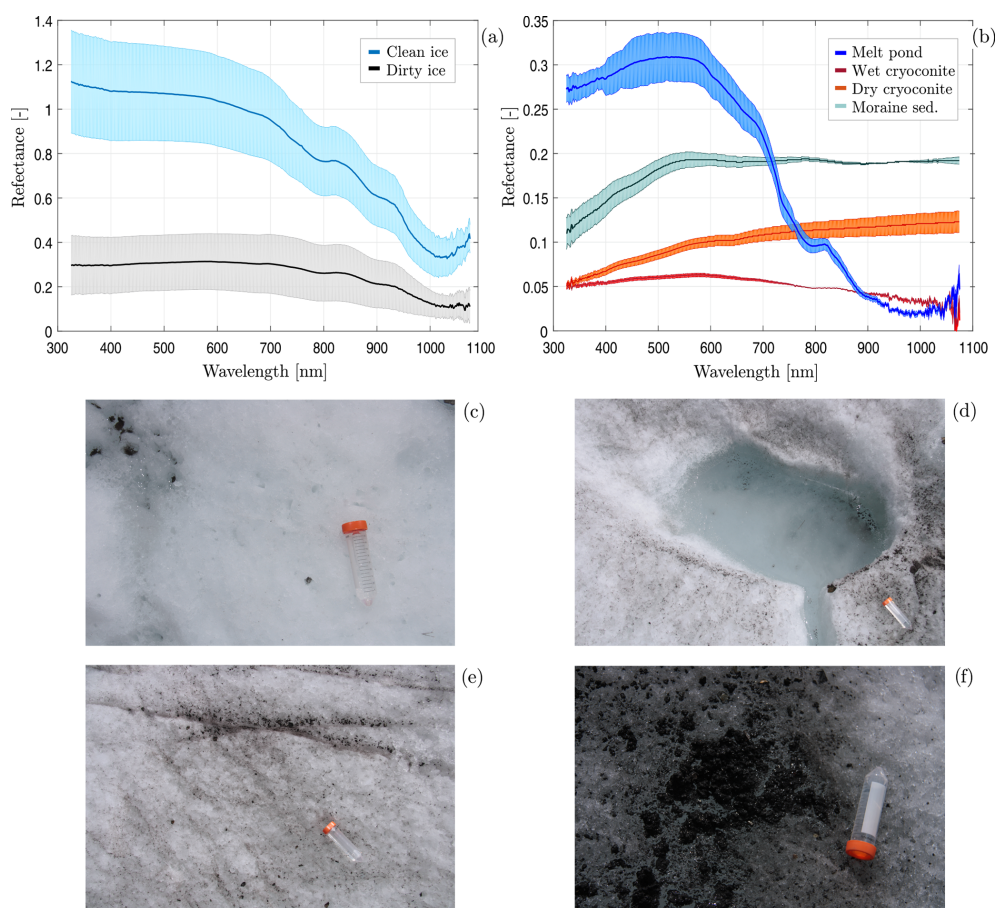 (a)
Clean ice
Dirty ice
Refectance [-]
0
0.2
0.4
0.6
0.8
1
1.2
1.4
300 400 500 600 700 800 900 1000 1100
Wavelength [nm]
(b)
Melt pond
Wet cryoconite
Dry cryoconite
Moraine sed.
Refectance [-]
0
0.05
0.1
0.15
0.2
0.25
0.3
0.35
300 400 500 600 700 800 900 1000 1100
Wavelength [nm]
(c)
(d)
(e)
(f)